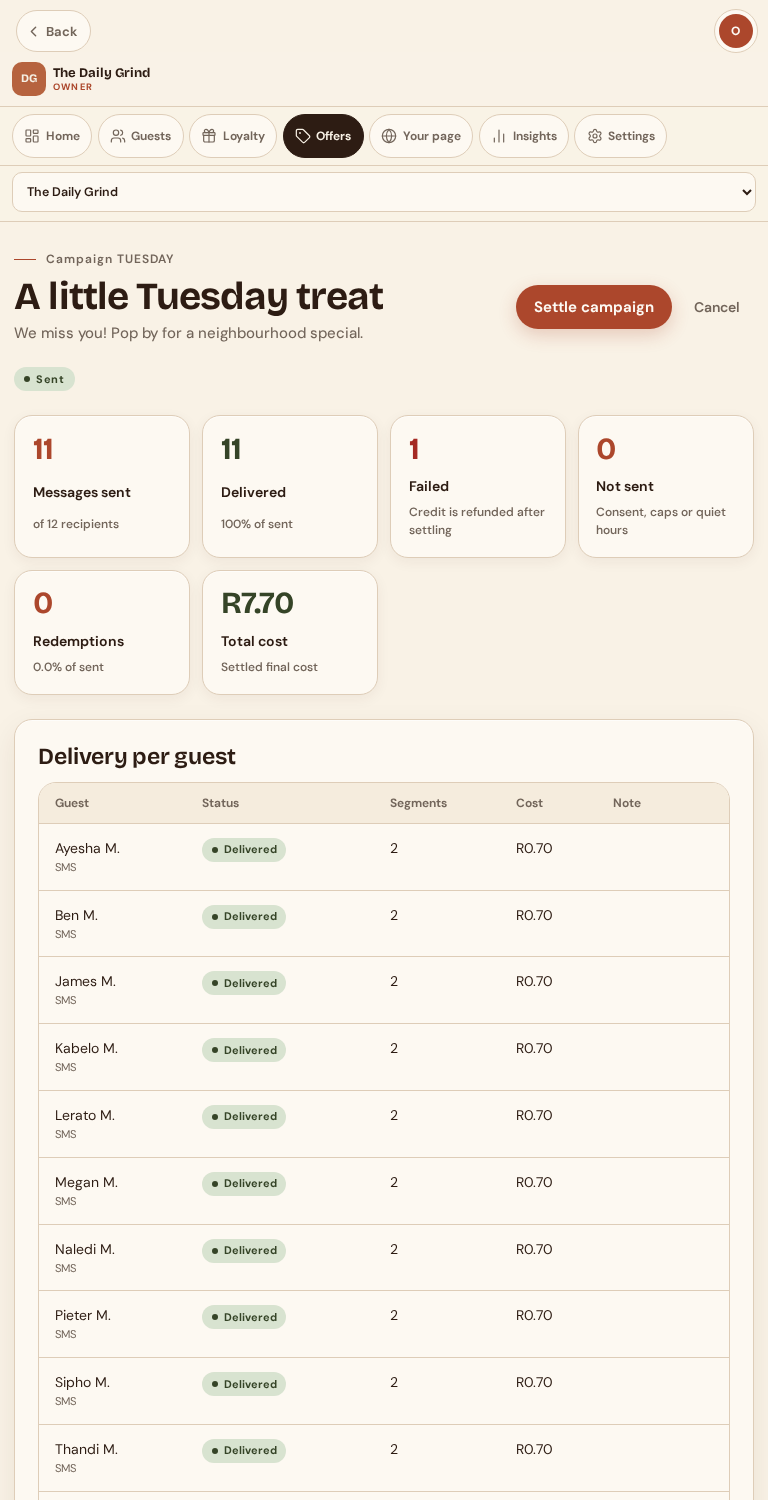 Back
O
DG
The Daily Grind
OWNER
Home
Guests
Loyalty
Offers
Your page
Insights
Settings
The Daily Grind
Campaign TUESDAY
A little Tuesday treat
We miss you! Pop by for a neighbourhood special.
Settle campaign
Cancel
Sent
11
Messages sent
of 12 recipients
11
Delivered
100% of sent
1
Failed
Credit is refunded after
settling
0
Not sent
Consent, caps or quiet
hours
0
Redemptions
0.0% of sent
R7.70
Total cost
Settled final cost
Delivery per guest
Guest Status Segments Cost Note
Ayesha M. Delivered 2 R0.70
SMS
Ben M. Delivered 2 R0.70
SMS
James M. Delivered 2 R0.70
SMS
Kabelo M. Delivered 2 R0.70
SMS
Lerato M. Delivered 2 R0.70
SMS
Megan M. Delivered 2 R0.70
SMS
Naledi M. Delivered 2 R0.70
SMS
Pieter M. Delivered 2 R0.70
SMS
Sipho M. Delivered 2 R0.70
SMS
Thandi M. Delivered 2 R0.70
SMS